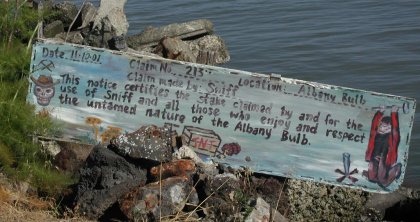 Date 11.12.01. Claim No... 213... Location... Albany Bulb.
Claim made by: Sniff
This notice certifies the Stake claimed by and for the
use of Sniff and all those who enjoy and respect
the untamed nature of the Albany Bulb.
TNT